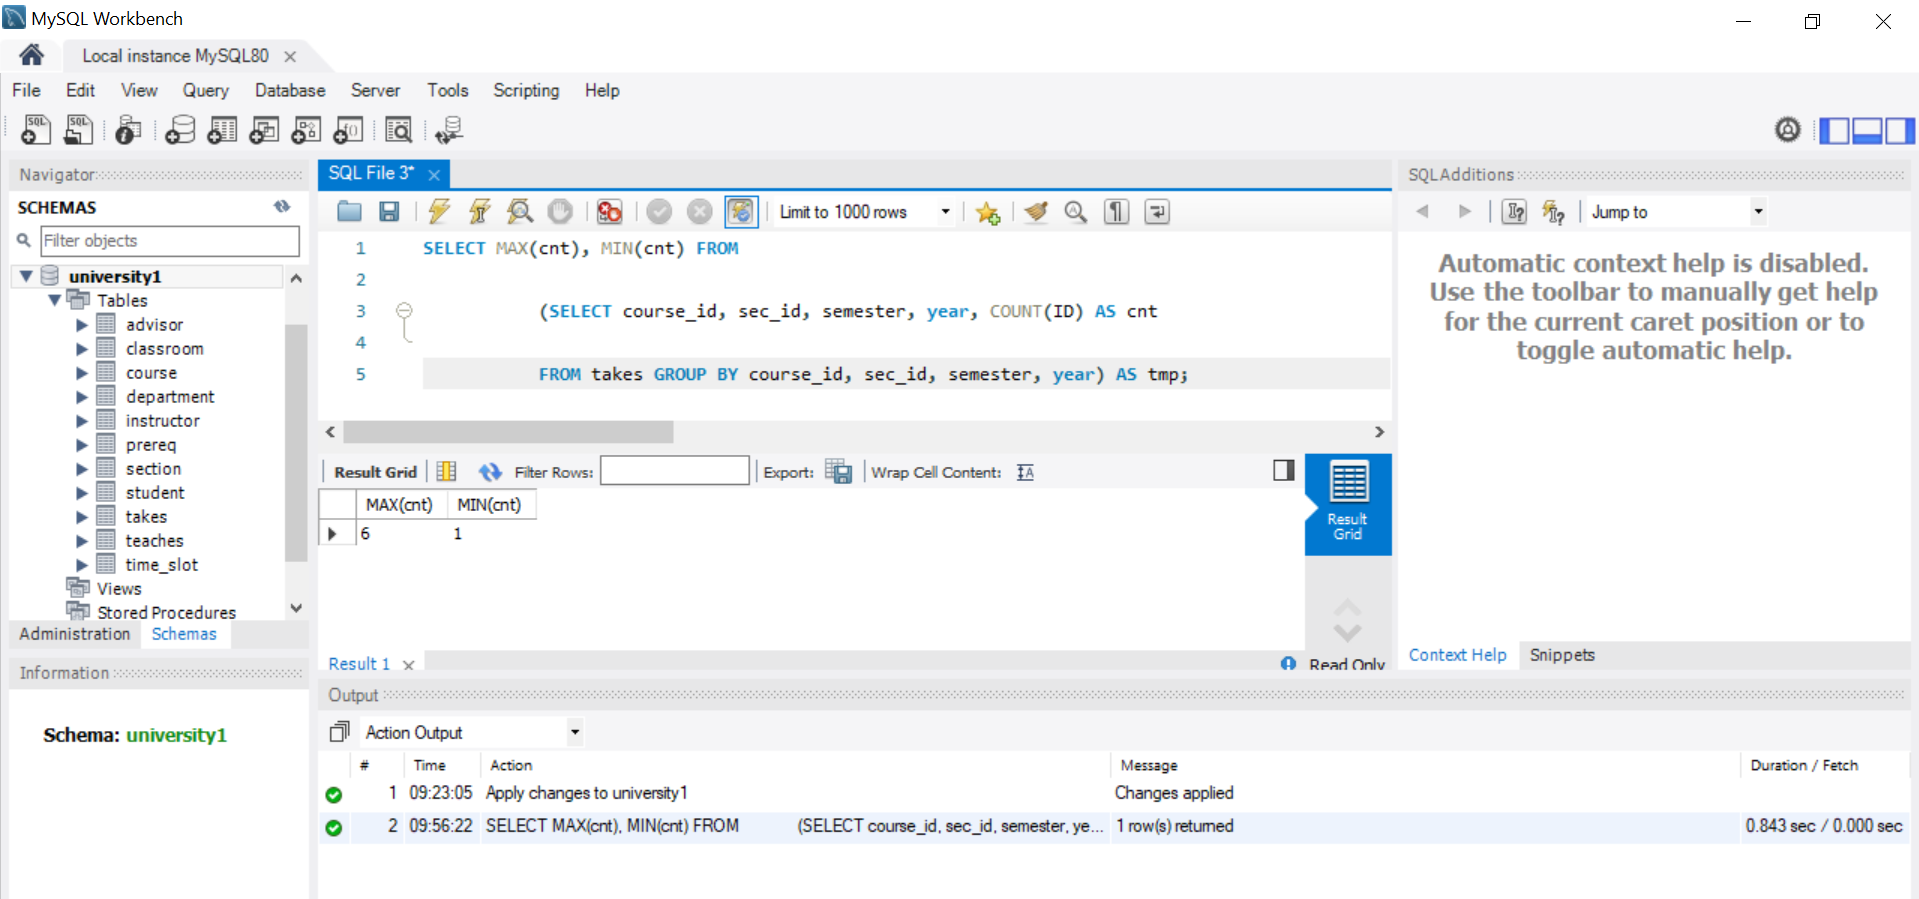 MySQL Workbench
Local instance MySQL80
File Edit View Query Database Server Tools Scripting Help
Navigator
SCHEMAS
Filter objects
university1
Tables
advisor
classroom
course
department
instructor
prereq
section
student
takes
teaches
time_slot
Views
Stored Procedures
Administration Schemas
Information
Schema: university1
SQL File 3*
Limit to 1000 rows
1 SELECT MAX(cnt), MIN(cnt) FROM
2
3 (SELECT course_id, sec_id, semester, year, COUNT(ID) AS cnt
4
5 FROM takes GROUP BY course_id, sec_id, semester, year) AS tmp;
Result Grid Filter Rows: Export: Wrap Cell Content:
MAX(cnt) MIN(cnt)
6 1
Result
Grid
Result 1
Read Only
SQLAdditions
Jump to
Automatic context help is disabled.
Use the toolbar to manually get help
for the current caret position or to
toggle automatic help.
Context Help Snippets
Output
Action Output
# Time Action Message Duration / Fetch
1 09:23:05 Apply changes to university1 Changes applied
2 09:56:22 SELECT MAX(cnt), MIN(cnt) FROM (SELECT course_id, sec_id, semester, ye... 1 row(s) returned 0.843 sec / 0.000 sec